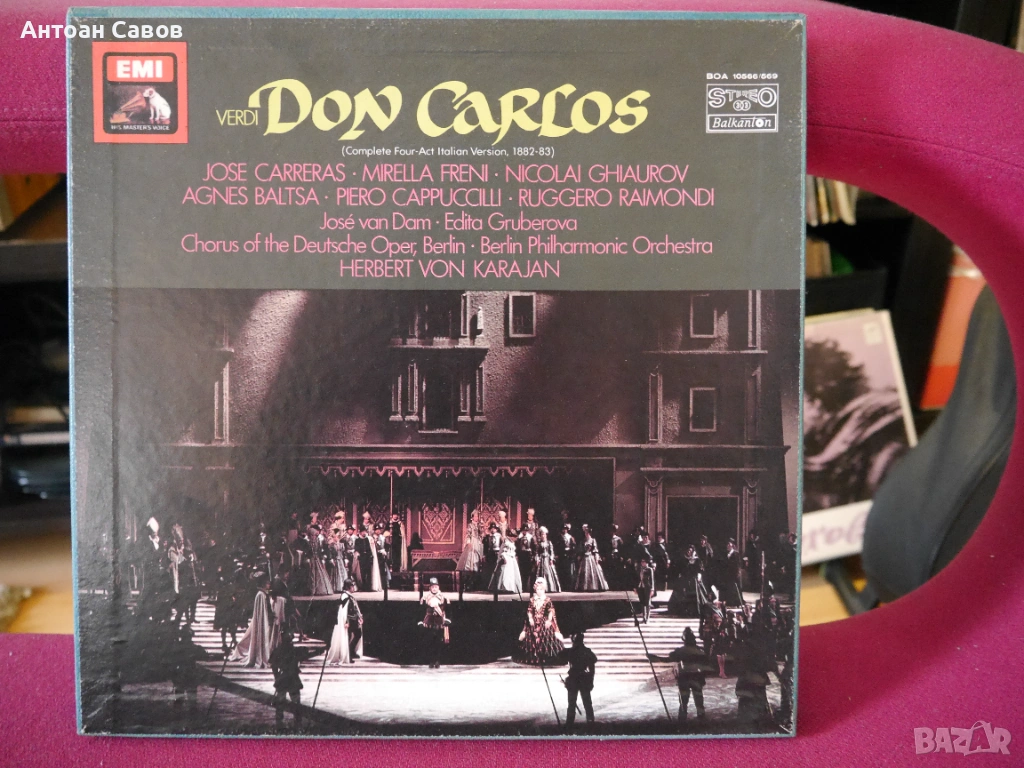 Антоан Савов
EMI
HIS MASTER'S VOICE
BOA 10566/569
STEREO
Balkanton
VERDI DON CARLOS
(Complete Four-Act Italian Version, 1882-83)
JOSE CARRERAS · MIRELLA FRENI · NICOLAI GHIAUROV
AGNES BALTSA · PIERO CAPPUCCILLI · RUGGERO RAIMONDI
José van Dam · Edita Gruberova
Chorus of the Deutsche Oper, Berlin · Berlin Philharmonic Orchestra
HERBERT VON KARAJAN
BAZAR